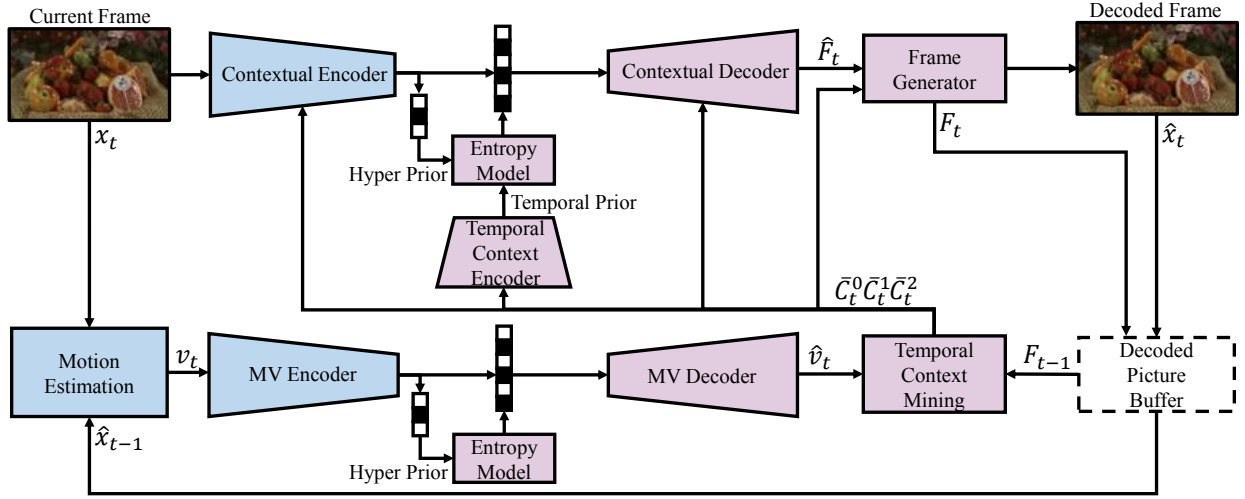 Current Frame
Decoded Frame
Contextual Encoder
Contextual Decoder
F̂_t
Frame
Generator
x_t
F_t
x̂_t
Hyper Prior
Entropy
Model
Temporal Prior
Temporal
Context
Encoder
C̄_t^0 C̄_t^1 C̄_t^2
Motion
Estimation
v_t
MV Encoder
MV Decoder
v̂_t
Temporal
Context
Mining
F_{t−1}
Decoded
Picture
Buffer
x̂_{t−1}
Hyper Prior
Entropy
Model